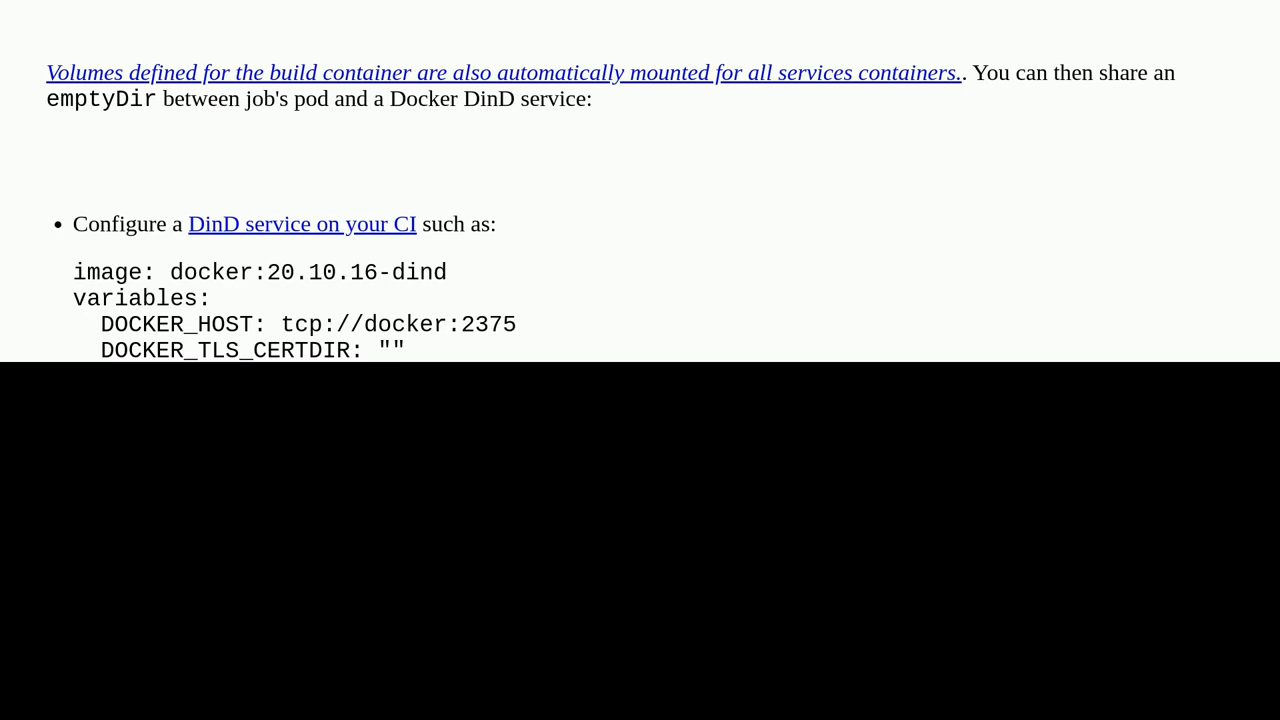 Volumes defined for the build container are also automatically mounted for all services containers.. You can then share an
emptyDir between job's pod and a Docker DinD service:
• Configure a DinD service on your CI such as:
image: docker:20.10.16-dind
variables:
  DOCKER_HOST: tcp://docker:2375
  DOCKER_TLS_CERTDIR: ""